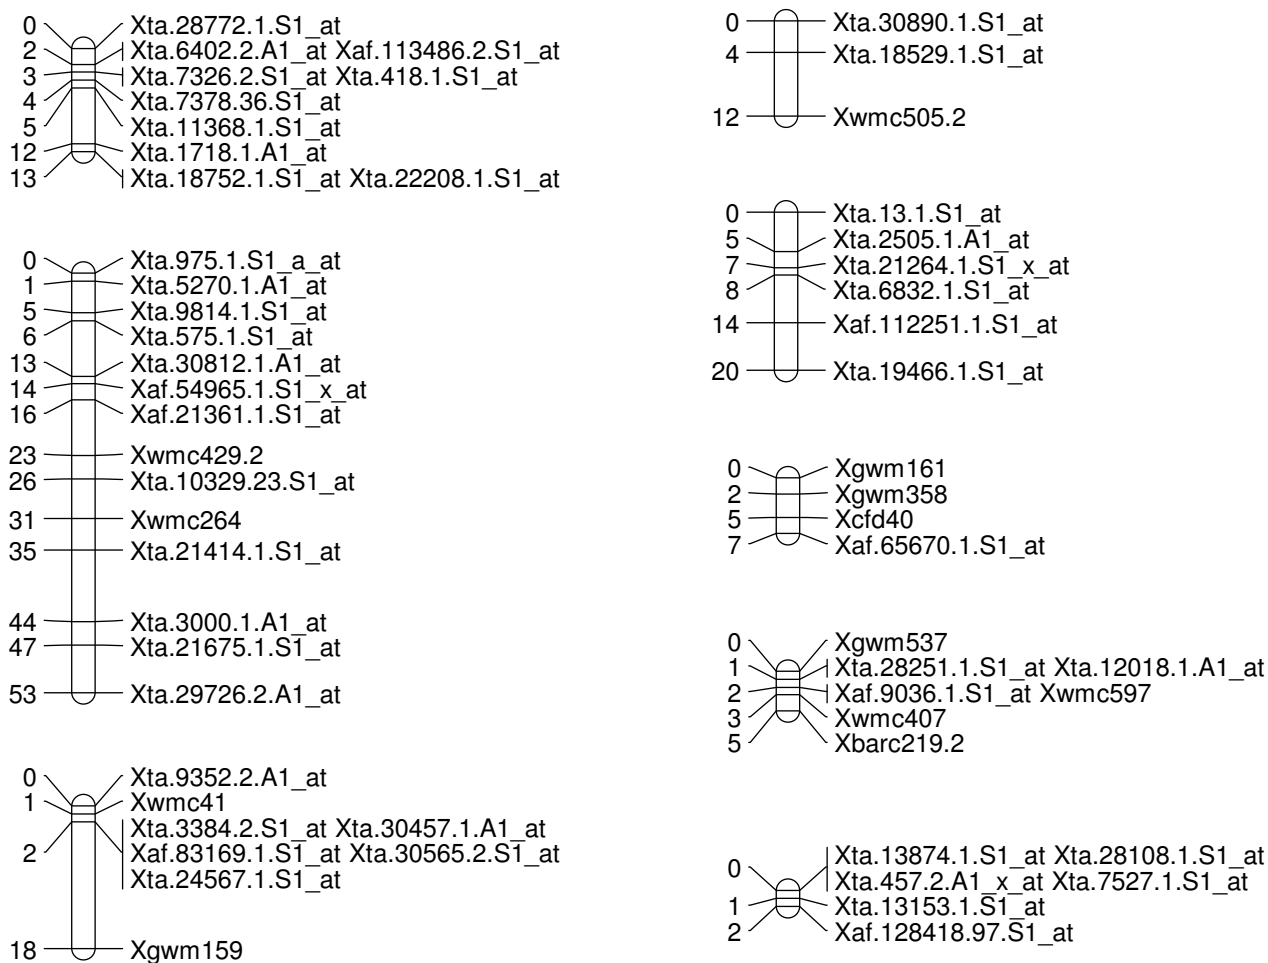 0 Xta.28772.1.S1_at
2 Xta.6402.2.A1_at Xaf.113486.2.S1_at
3 Xta.7326.2.S1_at Xta.418.1.S1_at
4 Xta.7378.36.S1_at
5 Xta.11368.1.S1_at
12 Xta.1718.1.A1_at
13 Xta.18752.1.S1_at Xta.22208.1.S1_at
0 Xta.975.1.S1_a_at
1 Xta.5270.1.A1_at
5 Xta.9814.1.S1_at
6 Xta.575.1.S1_at
13 Xta.30812.1.A1_at
14 Xaf.54965.1.S1_x_at
16 Xaf.21361.1.S1_at
23 Xwmc429.2
26 Xta.10329.23.S1_at
31 Xwmc264
35 Xta.21414.1.S1_at
44 Xta.3000.1.A1_at
47 Xta.21675.1.S1_at
53 Xta.29726.2.A1_at
0 Xta.9352.2.A1_at
1 Xwmc41
Xta.3384.2.S1_at Xta.30457.1.A1_at
2 Xaf.83169.1.S1_at Xta.30565.2.S1_at
Xta.24567.1.S1_at
18 Xgwm159
0 Xta.30890.1.S1_at
4 Xta.18529.1.S1_at
12 Xwmc505.2
0 Xta.13.1.S1_at
5 Xta.2505.1.A1_at
7 Xta.21264.1.S1_x_at
8 Xta.6832.1.S1_at
14 Xaf.112251.1.S1_at
20 Xta.19466.1.S1_at
0 Xgwm161
2 Xgwm358
5 Xcfd40
7 Xaf.65670.1.S1_at
0 Xgwm537
1 Xta.28251.1.S1_at Xta.12018.1.A1_at
2 Xaf.9036.1.S1_at Xwmc597
3 Xwmc407
5 Xbarc219.2
Xta.13874.1.S1_at Xta.28108.1.S1_at
0 Xta.457.2.A1_x_at Xta.7527.1.S1_at
1 Xta.13153.1.S1_at
2 Xaf.128418.97.S1_at